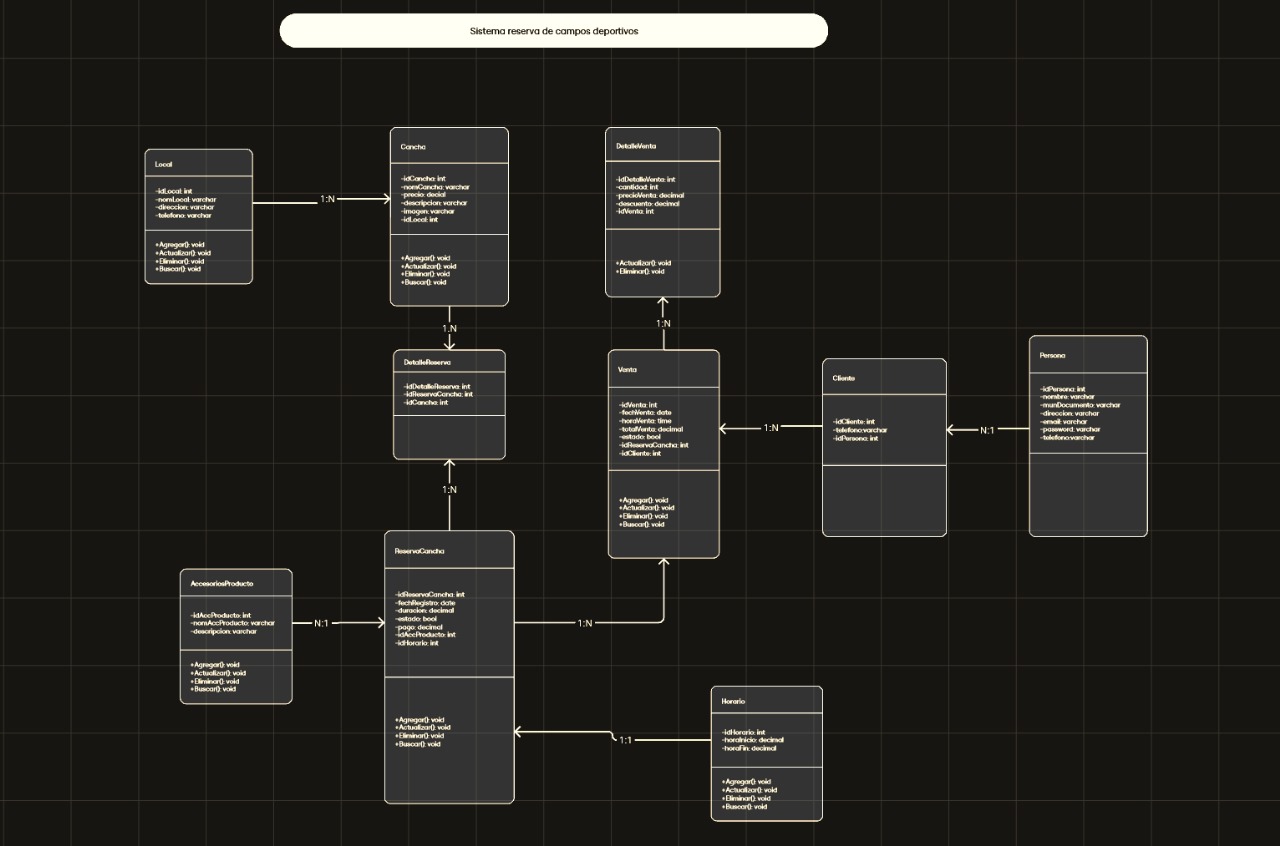 Sistema reserva de campos deportivos
Local
-idLocal: int
-nomLocal: varchar
-direccion: varchar
-telefono: varchar
+Agregar(): void
+Actualizar(): void
+Eliminar(): void
+Buscar(): void
1:N
Cancha
-idCancha: int
-nomCancha: varchar
-precio: decial
-descripcion: varchar
-imagen: varchar
-idLocal: int
+Agregar(): void
+Actualizar(): void
+Eliminar(): void
+Buscar(): void
DetalleVenta
-idDetalleVenta: int
-cantidad: int
-precioVenta: decimal
-descuento: decimal
-idVenta: int
+Actualizar(): void
+Eliminar(): void
1:N
1:N
DetalleReserva
-idDetalleReserva: int
-idReservaCancha: int
-idCancha: int
Venta
-idVenta: int
-fechVenta: date
-horaVenta: time
-totalVenta: decimal
-estado: bool
-idReservaCancha: int
-idCliente: int
+Agregar(): void
+Actualizar(): void
+Eliminar(): void
+Buscar(): void
1:N
Cliente
-idCliente: int
-telefono:varchar
-idPersona: int
N:1
Persona
-idPersona: int
-nombre: varchar
-munDocumento: varchar
-direccion: varchar
-email: varchar
-password: varchar
-telefono:varchar
1:N
AccesoriosProducto
-idAccProducto: int
-nomAccProducto: varchar
-descripcion: varchar
+Agregar(): void
+Actualizar(): void
+Eliminar(): void
+Buscar(): void
N:1
ReservaCancha
-idReservaCancha: int
-fechRegistro: date
-duracion: decimal
-estado: bool
-pago: decimal
-idAccProducto: int
-idHorario: int
+Agregar(): void
+Actualizar(): void
+Eliminar(): void
+Buscar(): void
1:N
1:1
Horario
-idHorario: int
-horaInicio: decimal
-horaFin: decimal
+Agregar(): void
+Actualizar(): void
+Eliminar(): void
+Buscar(): void